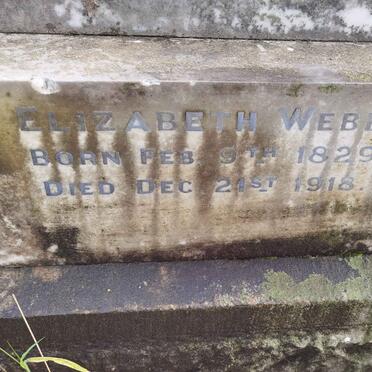 ELIZABETH WEBB
BORN FEB. 9TH 1829
DIED DEC. 21ST 1918.